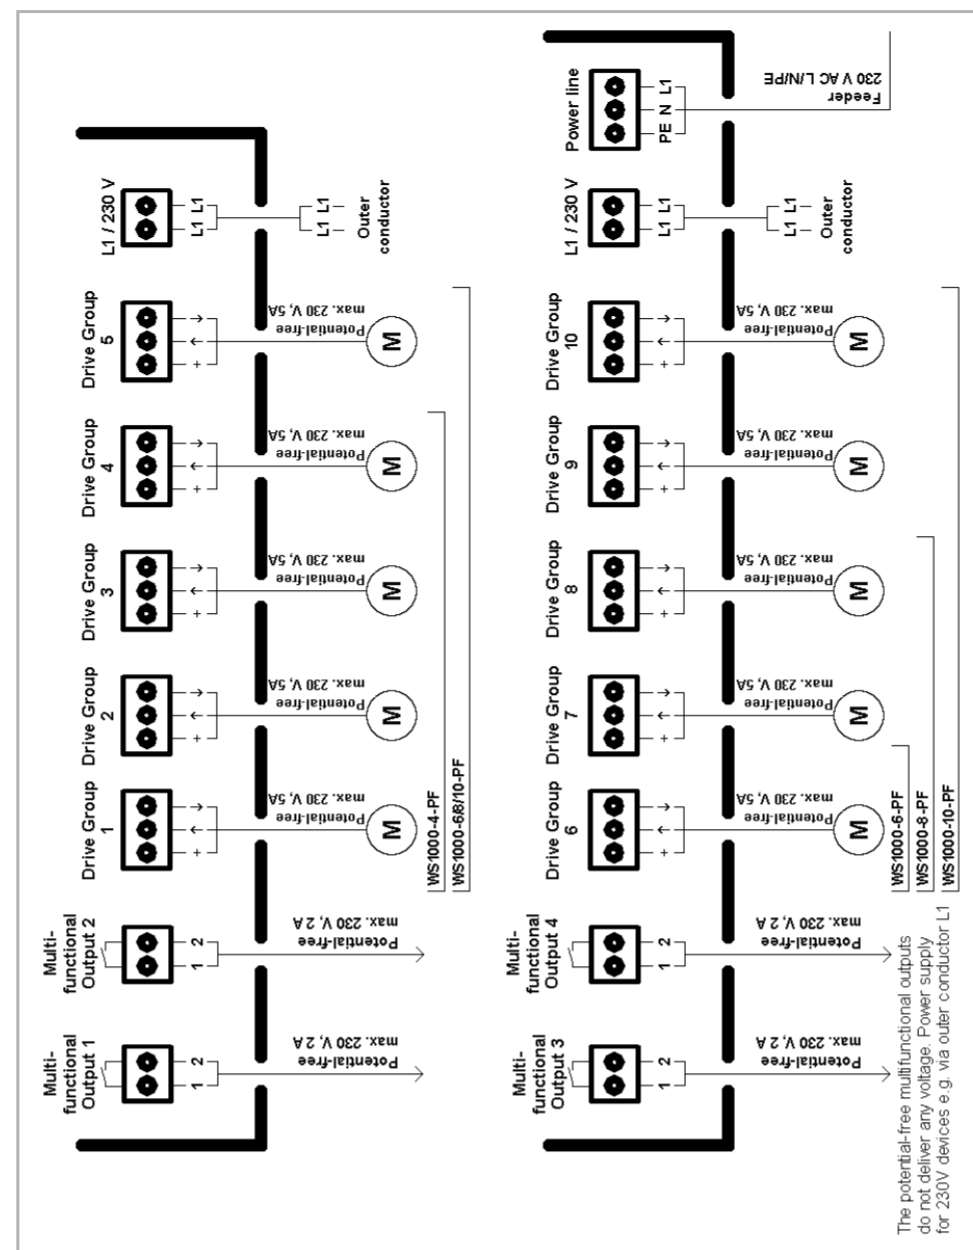 Multi-
functional
Output 1
1 2
Potential-free
max. 230 V, 2 A
Multi-
functional
Output 2
1 2
Potential-free
max. 230 V, 2 A
Drive Group
1
+ ↑ ↓
Potential-free
max. 230 V, 5A
M
Drive Group
2
+ ↑ ↓
Potential-free
max. 230 V, 5A
M
Drive Group
3
+ ↑ ↓
Potential-free
max. 230 V, 5A
M
Drive Group
4
+ ↑ ↓
Potential-free
max. 230 V, 5A
M
Drive Group
5
+ ↑ ↓
Potential-free
max. 230 V, 5A
M
L1 / 230 V
L1 L1
L1 L1
Outer
conductor
WS1000-4-PF
WS1000-6/8/10-PF
Multi-
functional
Output 3
1 2
Potential-free
max. 230 V, 2 A
Multi-
functional
Output 4
1 2
Potential-free
max. 230 V, 2 A
Drive Group
6
+ ↑ ↓
Potential-free
max. 230 V, 5A
M
Drive Group
7
+ ↑ ↓
Potential-free
max. 230 V, 5A
M
Drive Group
8
+ ↑ ↓
Potential-free
max. 230 V, 5A
M
Drive Group
9
+ ↑ ↓
Potential-free
max. 230 V, 5A
M
Drive Group
10
+ ↑ ↓
Potential-free
max. 230 V, 5A
M
L1 / 230 V
L1 L1
L1 L1
Outer
conductor
Power line
PE N L1
Feeder
230 V AC L/N/PE
WS1000-6-PF
WS1000-8-PF
WS1000-10-PF
The potential-free multifunctional outputs
do not deliver any voltage. Power supply
for 230V devices e.g. via outer conductor L1